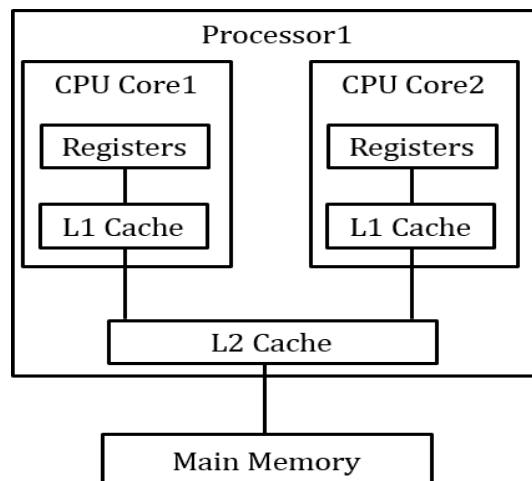 Processor1
CPU Core1
CPU Core2
Registers
Registers
L1 Cache
L1 Cache
L2 Cache
Main Memory